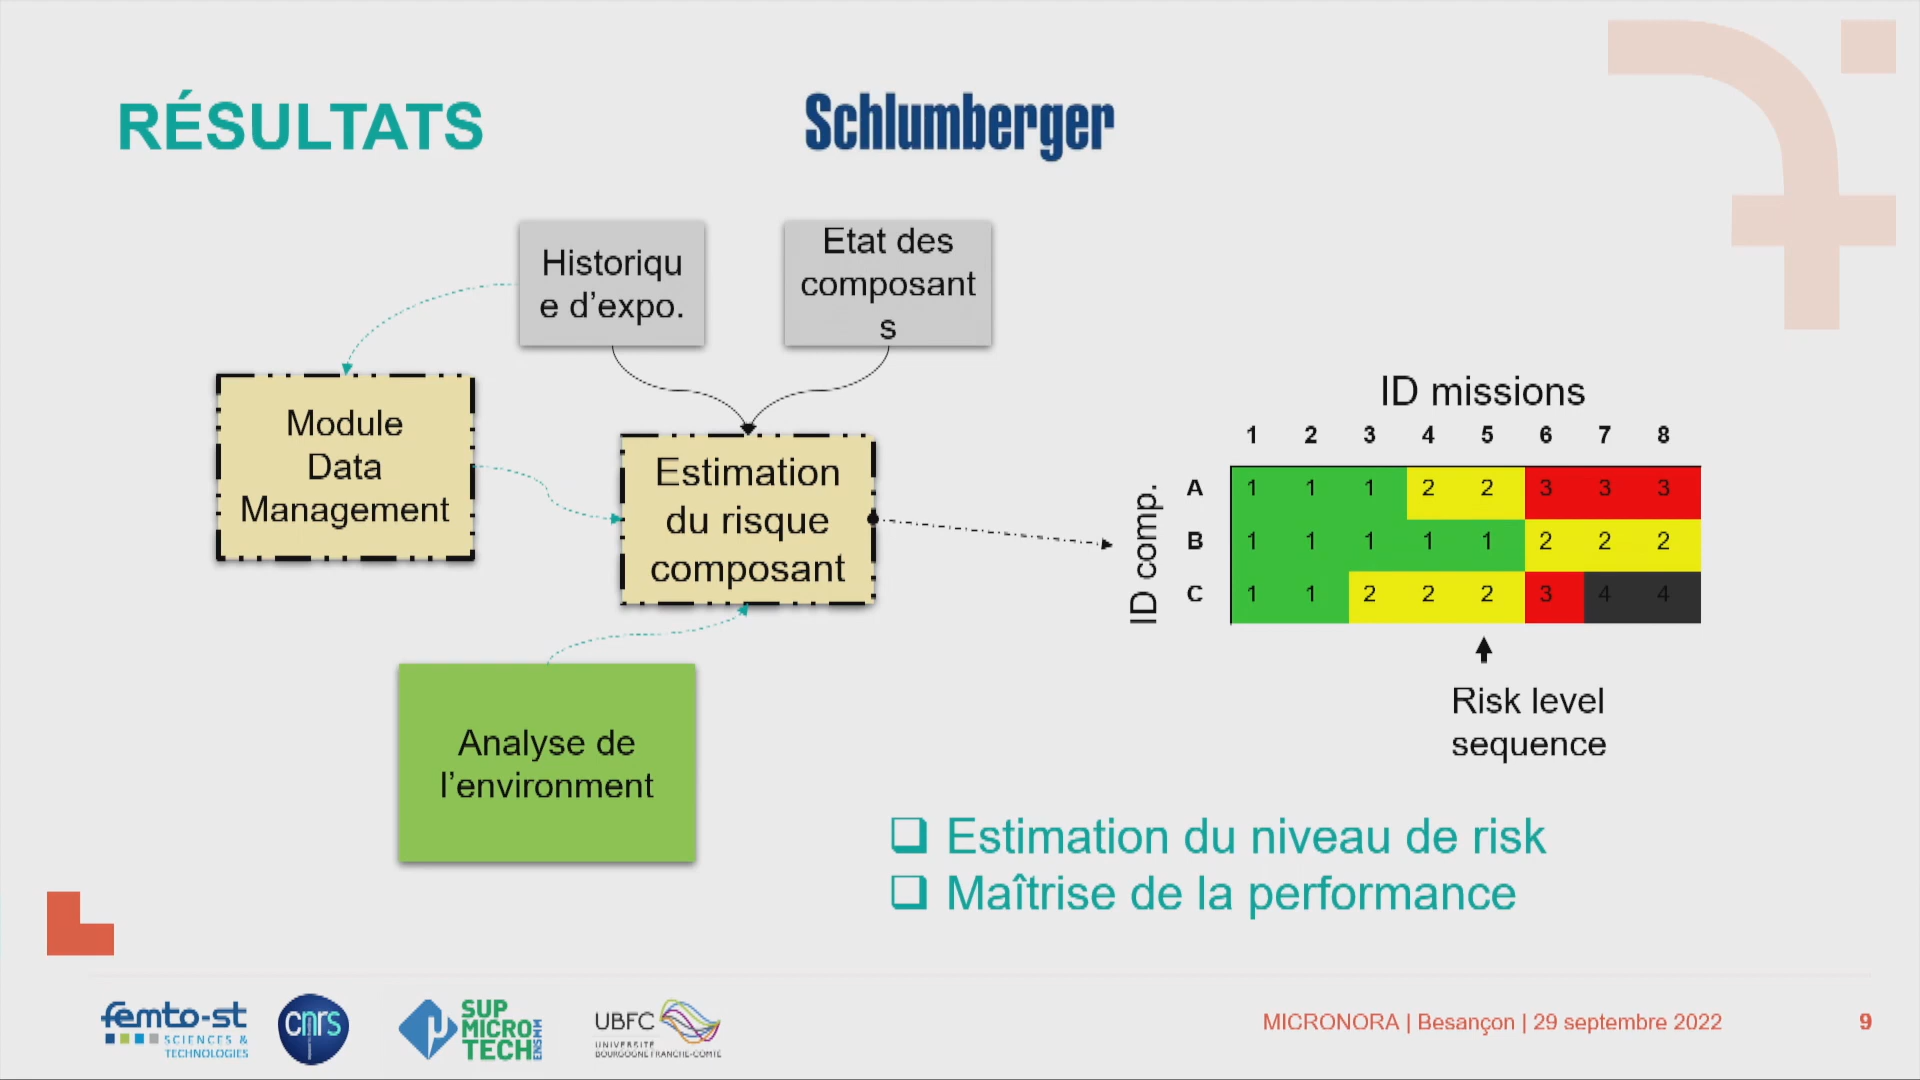 RÉSULTATS
Schlumberger
Historiqu
e d’expo.
Etat des
composant
s
Module
Data
Management
Estimation
du risque
composant
Analyse de
l’environment
ID missions
1 2 3 4 5 6 7 8
ID comp.
A 1 1 1 2 2 3 3 3
B 1 1 1 1 1 2 2 2
C 1 1 2 2 2 3 4 4
Risk level
sequence
❑ Estimation du niveau de risk
❑ Maîtrise de la performance
femto-st
SCIENCES &
TECHNOLOGIES
cnrs
SUP
MICRO
TECH
ENSMM
UBFC
UNIVERSITÉ
BOURGOGNE FRANCHE-COMTÉ
MICRONORA | Besançon | 29 septembre 2022
9